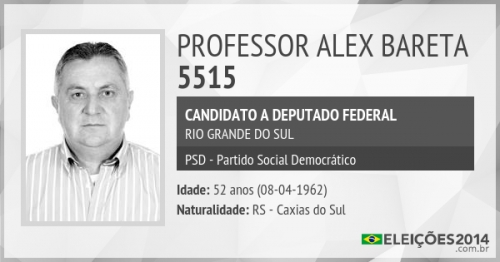 PROFESSOR ALEX BARETA
5515
CANDIDATO A DEPUTADO FEDERAL
RIO GRANDE DO SUL
PSD - Partido Social Democrático
Idade: 52 anos (08-04-1962)
Naturalidade: RS - Caxias do Sul
ELEIÇÕES2014
.com.br